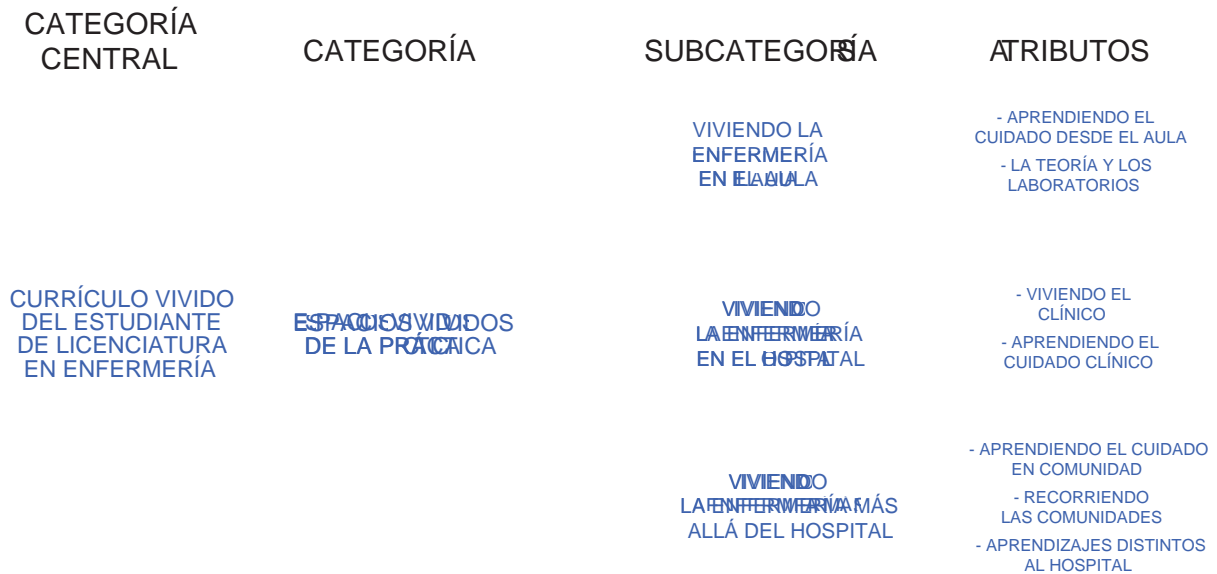 CATEGORÍA
CENTRAL
CATEGORÍA
SUBCATEGORÍA
ATRIBUTOS
CURRÍCULO VIVIDO
DEL ESTUDIANTE
DE LICENCIATURA
EN ENFERMERÍA
ESPACIOS VIVIDOS
DE LA PRÁCTICA
VIVIENDO LA
ENFERMERÍA
EN EL AULA
- APRENDIENDO EL
CUIDADO DESDE EL AULA
- LA TEORÍA Y LOS
LABORATORIOS
VIVIENDO
LA ENFERMERÍA
EN EL HOSPITAL
- VIVIENDO EL
CLÍNICO
- APRENDIENDO EL
CUIDADO CLÍNICO
VIVIENDO
LA ENFERMERÍA MÁS
ALLÁ DEL HOSPITAL
- APRENDIENDO EL CUIDADO
EN COMUNIDAD
- RECORRIENDO
LAS COMUNIDADES
- APRENDIZAJES DISTINTOS
AL HOSPITAL